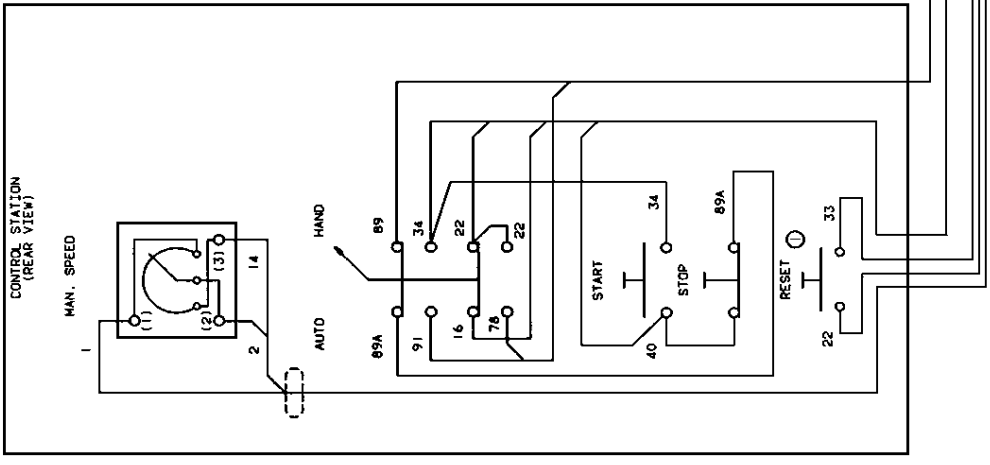 CONTROL STATION
(REAR VIEW)
MAN. SPEED
(1)
(2)
(3)
1
2
14
AUTO
HAND
89A
89
91
34
16
22
78
22
START
34
40
STOP
89A
RESET
1
33
22